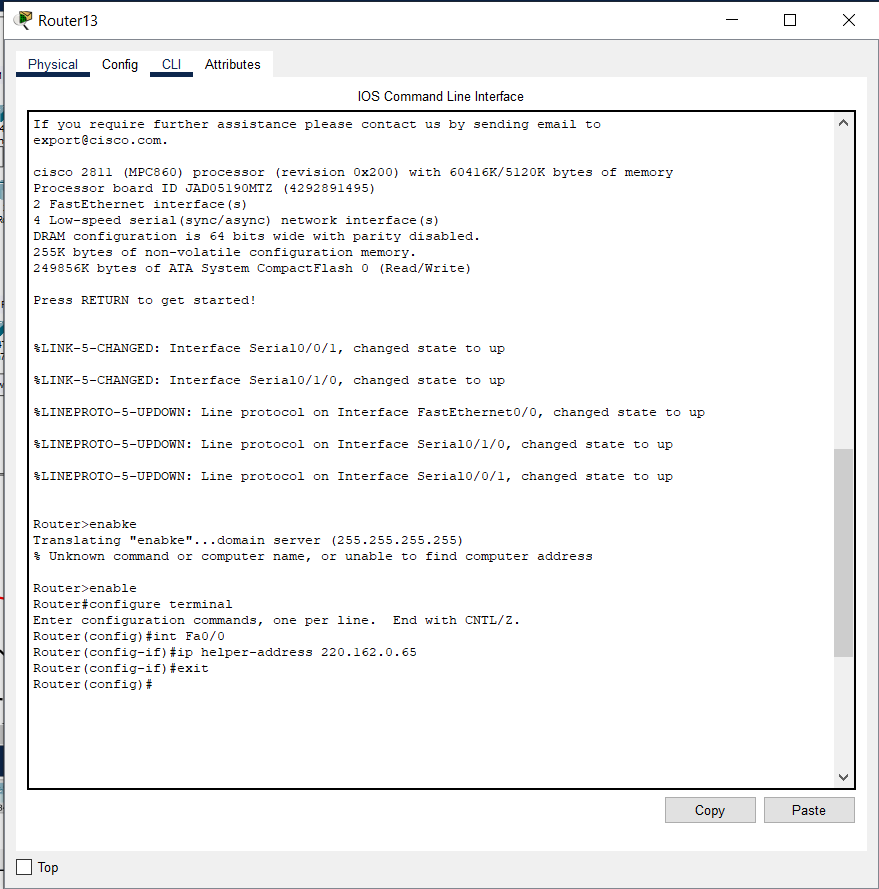 Router13
Physical Config CLI Attributes
IOS Command Line Interface
If you require further assistance please contact us by sending email to
export@cisco.com.
cisco 2811 (MPC860) processor (revision 0x200) with 60416K/5120K bytes of memory
Processor board ID JAD05190MTZ (4292891495)
2 FastEthernet interface(s)
4 Low-speed serial(sync/async) network interface(s)
DRAM configuration is 64 bits wide with parity disabled.
255K bytes of non-volatile configuration memory.
249856K bytes of ATA System CompactFlash 0 (Read/Write)
Press RETURN to get started!
%LINK-5-CHANGED: Interface Serial0/0/1, changed state to up
%LINK-5-CHANGED: Interface Serial0/1/0, changed state to up
%LINEPROTO-5-UPDOWN: Line protocol on Interface FastEthernet0/0, changed state to up
%LINEPROTO-5-UPDOWN: Line protocol on Interface Serial0/1/0, changed state to up
%LINEPROTO-5-UPDOWN: Line protocol on Interface Serial0/0/1, changed state to up
Router>enabke
Translating "enabke"...domain server (255.255.255.255)
% Unknown command or computer name, or unable to find computer address
Router>enable
Router#configure terminal
Enter configuration commands, one per line.  End with CNTL/Z.
Router(config)#int Fa0/0
Router(config-if)#ip helper-address 220.162.0.65
Router(config-if)#exit
Router(config)#
Copy Paste
Top